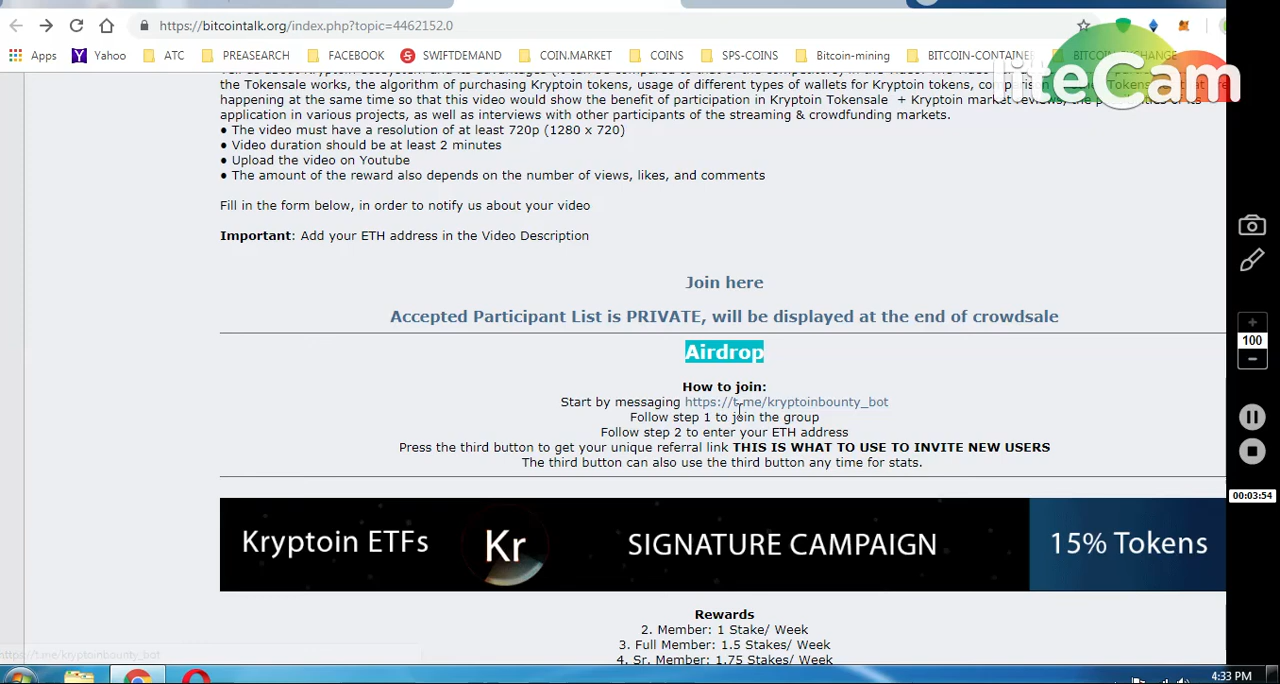 https://bitcointalk.org/index.php?topic=4462152.0
Apps Yahoo ATC PREASEARCH FACEBOOK SWIFTDEMAND COIN.MARKET COINS SPS-COINS Bitcoin-mining BITCOIN-CONTAINE
liteCam
the Tokensale works, the algorithm of purchasing Kryptoin tokens, usage of different types of wallets for Kryptoin tokens,
happening at the same time so that this video would show the benefit of participation in Kryptoin Tokensale + Kryptoin market
application in various projects, as well as interviews with other participants of the streaming & crowdfunding markets.
● The video must have a resolution of at least 720p (1280 x 720)
● Video duration should be at least 2 minutes
● Upload the video on Youtube
● The amount of the reward also depends on the number of views, likes, and comments
Fill in the form below, in order to notify us about your video
Important: Add your ETH address in the Video Description
Join here
Accepted Participant List is PRIVATE, will be displayed at the end of crowdsale
Airdrop
How to join:
Start by messaging https://t.me/kryptoinbounty_bot
Follow step 1 to join the group
Follow step 2 to enter your ETH address
Press the third button to get your unique referral link THIS IS WHAT TO USE TO INVITE NEW USERS
The third button can also use the third button any time for stats.
100
00:03:54
Kryptoin ETFs Kr SIGNATURE CAMPAIGN 15% Tokens
Rewards
2. Member: 1 Stake/ Week
3. Full Member: 1.5 Stakes/ Week
4. Sr. Member: 1.75 Stakes/ Week
https://t.me/kryptoinbounty_bot
4:33 PM